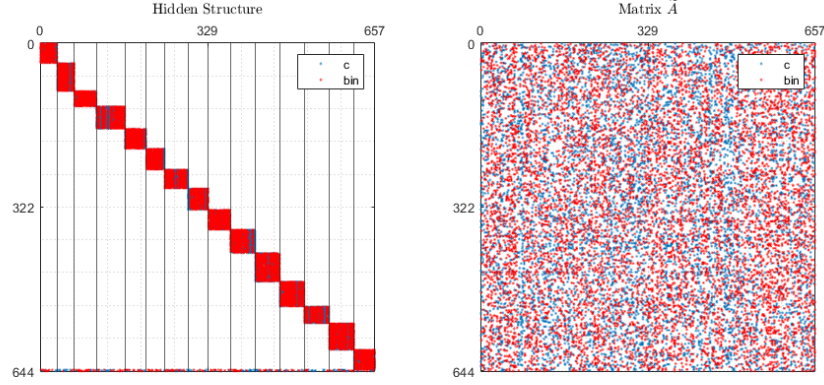 Hidden Structure
0 329 657
0
c
bin
322
644
Matrix A
0 329 657
0
c
bin
322
644